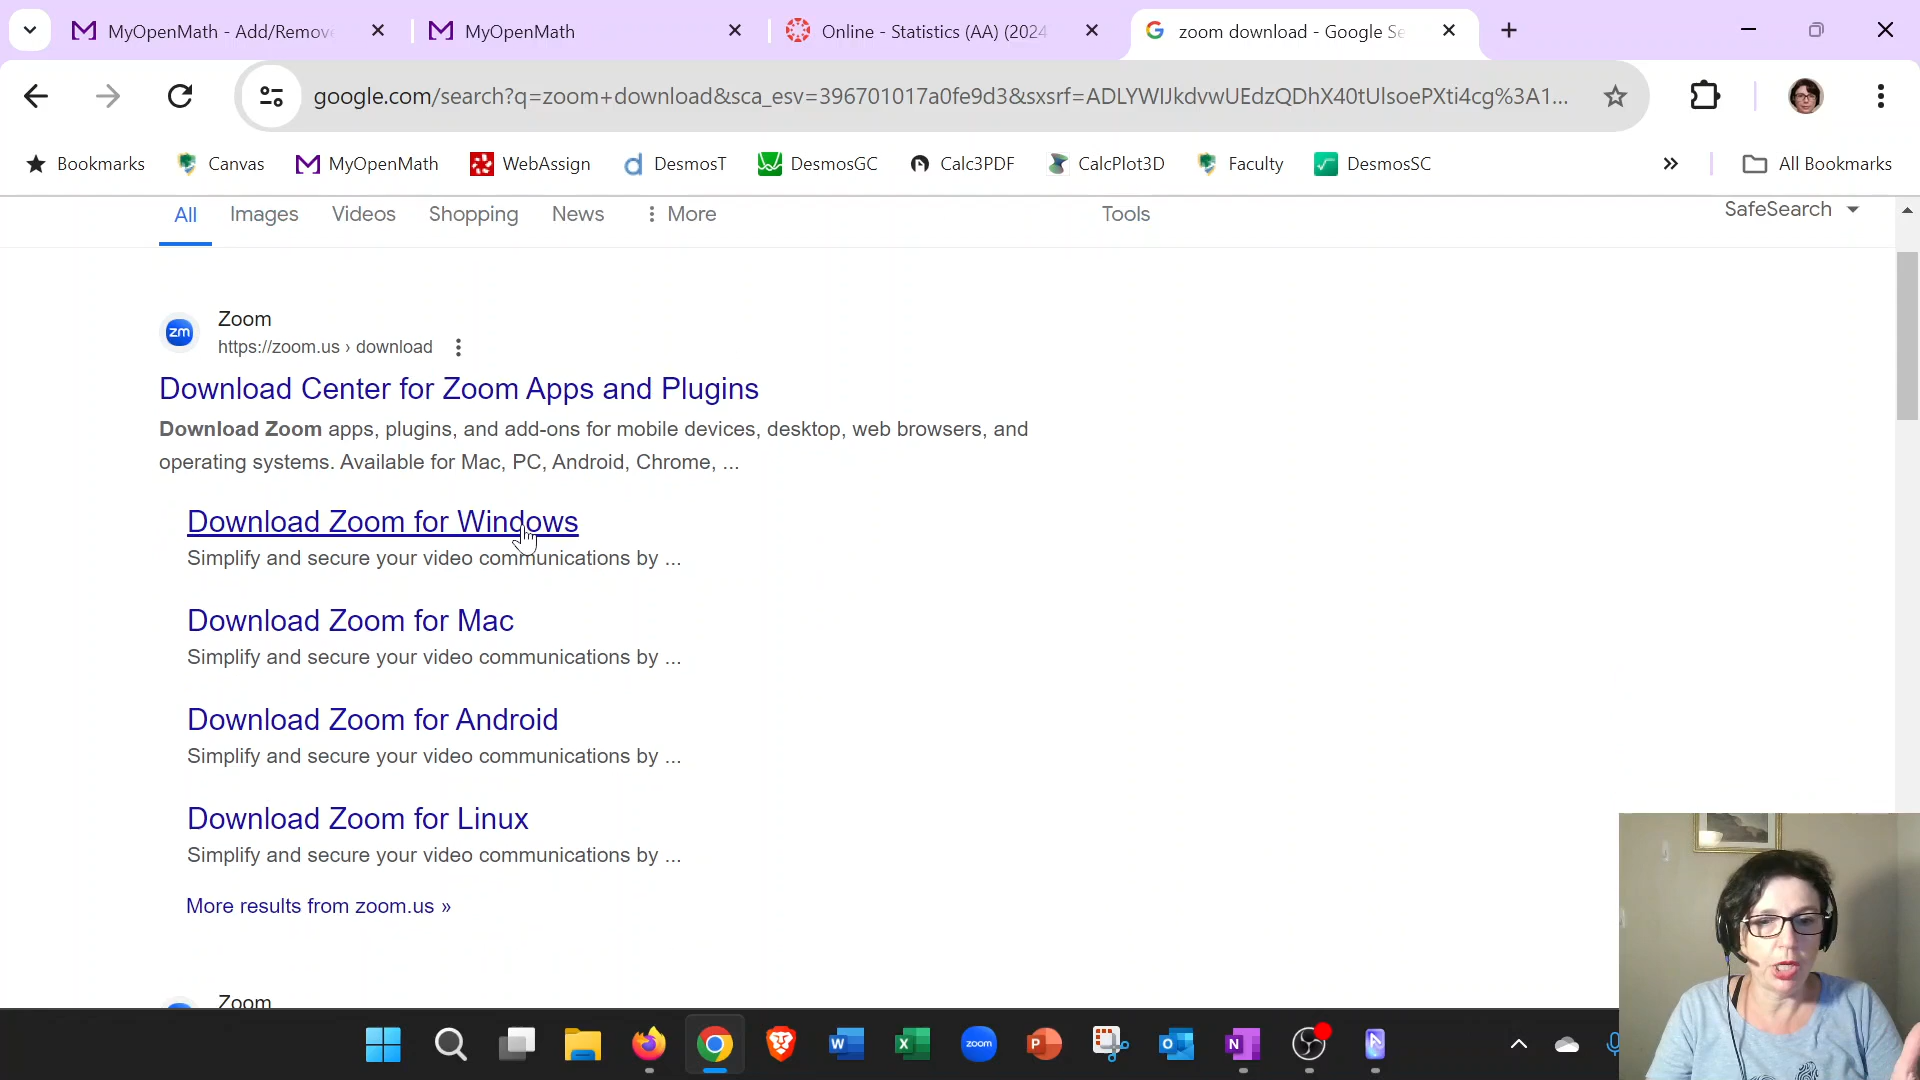 MyOpenMath - Add/Remove
MyOpenMath
Online - Statistics (AA) (2024
zoom download - Google Se
google.com/search?q=zoom+download&sca_esv=396701017a0fe9d3&sxsrf=ADLYWIJkdvwUEdzQDhX40tUlsoePXti4cg%3A1...
Bookmarks
Canvas
MyOpenMath
WebAssign
DesmosT
DesmosGC
Calc3PDF
CalcPlot3D
Faculty
DesmosSC
All Bookmarks
All
Images
Videos
Shopping
News
More
Tools
SafeSearch
zm
Zoom
https://zoom.us › download
Download Center for Zoom Apps and Plugins
Download Zoom apps, plugins, and add-ons for mobile devices, desktop, web browsers, and
operating systems. Available for Mac, PC, Android, Chrome, ...
Download Zoom for Windows
Simplify and secure your video communications by ...
Download Zoom for Mac
Simplify and secure your video communications by ...
Download Zoom for Android
Simplify and secure your video communications by ...
Download Zoom for Linux
Simplify and secure your video communications by ...
More results from zoom.us »
Zoom
zoom